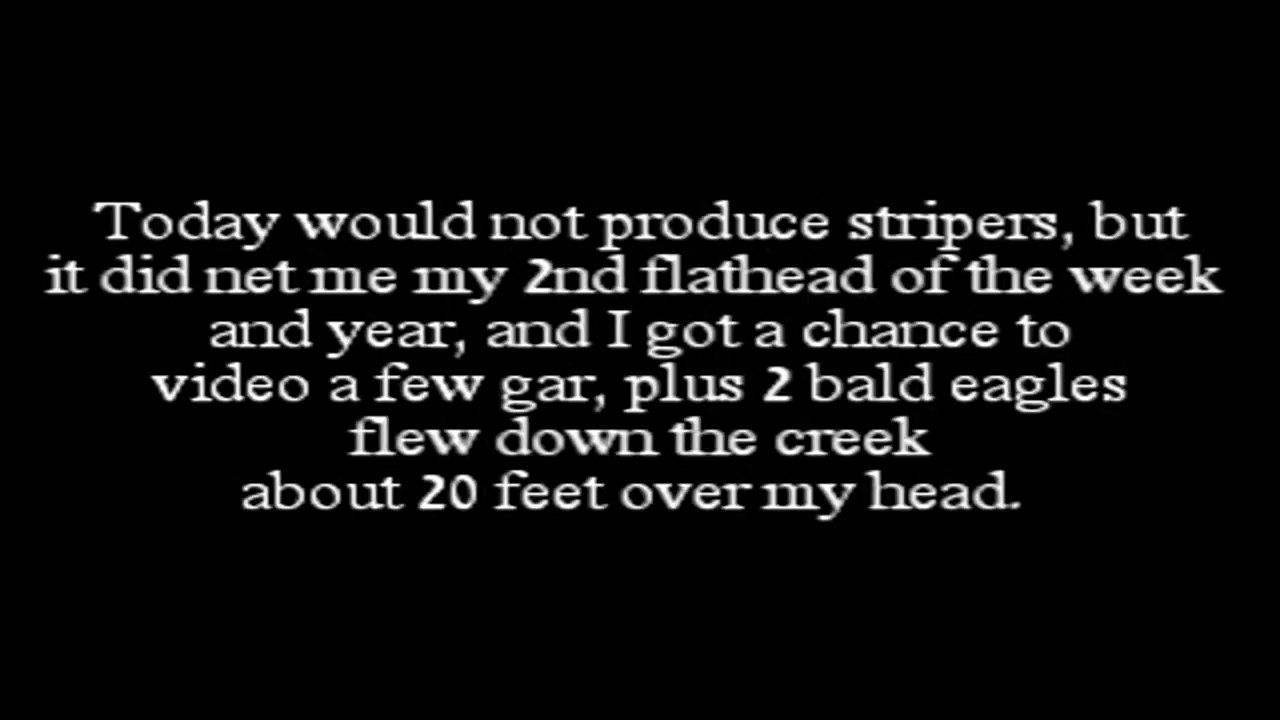 Today would not produce stripers, but
it did net me my 2nd flathead of the week
and year, and I got a chance to
video a few gar, plus 2 bald eagles
flew down the creek
about 20 feet over my head.